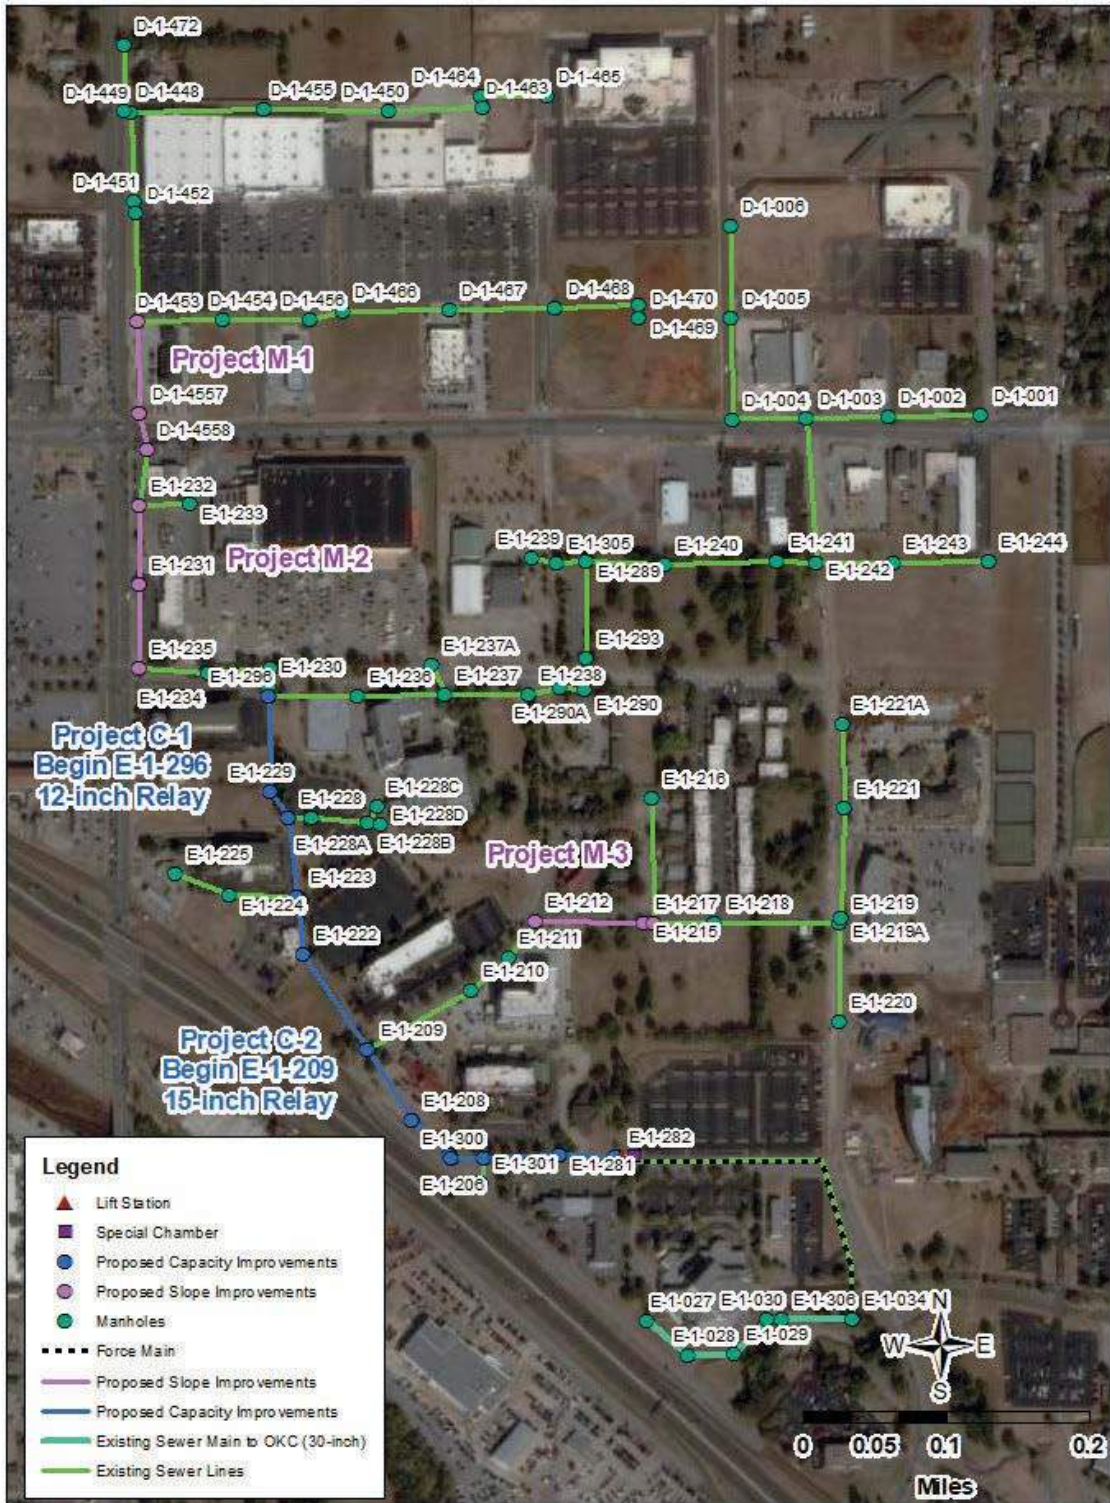 D-1-472
D-1-464
D-1-465
D-1-449
D-1-448
D-1-455
D-1-450
D-1-463
D-1-451
D-1-452
D-1-006
D-1-453
D-1-454
D-1-456
D-1-466
D-1-467
D-1-468
D-1-470
D-1-005
D-1-469
Project M-1
D-1-4557
D-1-004
D-1-003
D-1-002
D-1-001
D-1-4558
E-1-232
E-1-233
E-1-239
E-1-305
E-1-240
E-1-241
E-1-243
E-1-244
Project M-2
E-1-289
E-1-242
E-1-231
E-1-293
E-1-237A
E-1-235
E-1-230
E-1-296
E-1-236
E-1-237
E-1-238
E-1-234
E-1-290A
E-1-290
E-1-221A
Project C-1
Begin E-1-296
12-inch Relay
E-1-229
E-1-216
E-1-228C
E-1-221
E-1-228
E-1-228D
E-1-228A
E-1-228B
Project M-3
E-1-225
E-1-223
E-1-224
E-1-212
E-1-217
E-1-218
E-1-219
E-1-215
E-1-219A
E-1-222
E-1-211
E-1-210
E-1-220
E-1-209
Project C-2
Begin E-1-209
15-inch Relay
E-1-208
E-1-300
E-1-282
E-1-301
E-1-281
E-1-206
E-1-027
E-1-030
E-1-306
E-1-034
E-1-028
E-1-029
N
W
E
S
0
0.05
0.1
0.2
Miles
Legend
Lift Station
Special Chamber
Proposed Capacity Improvements
Proposed Slope Improvements
Manholes
Force Main
Proposed Slope Improvements
Proposed Capacity Improvements
Existing Sewer Main to OKC (30-inch)
Existing Sewer Lines